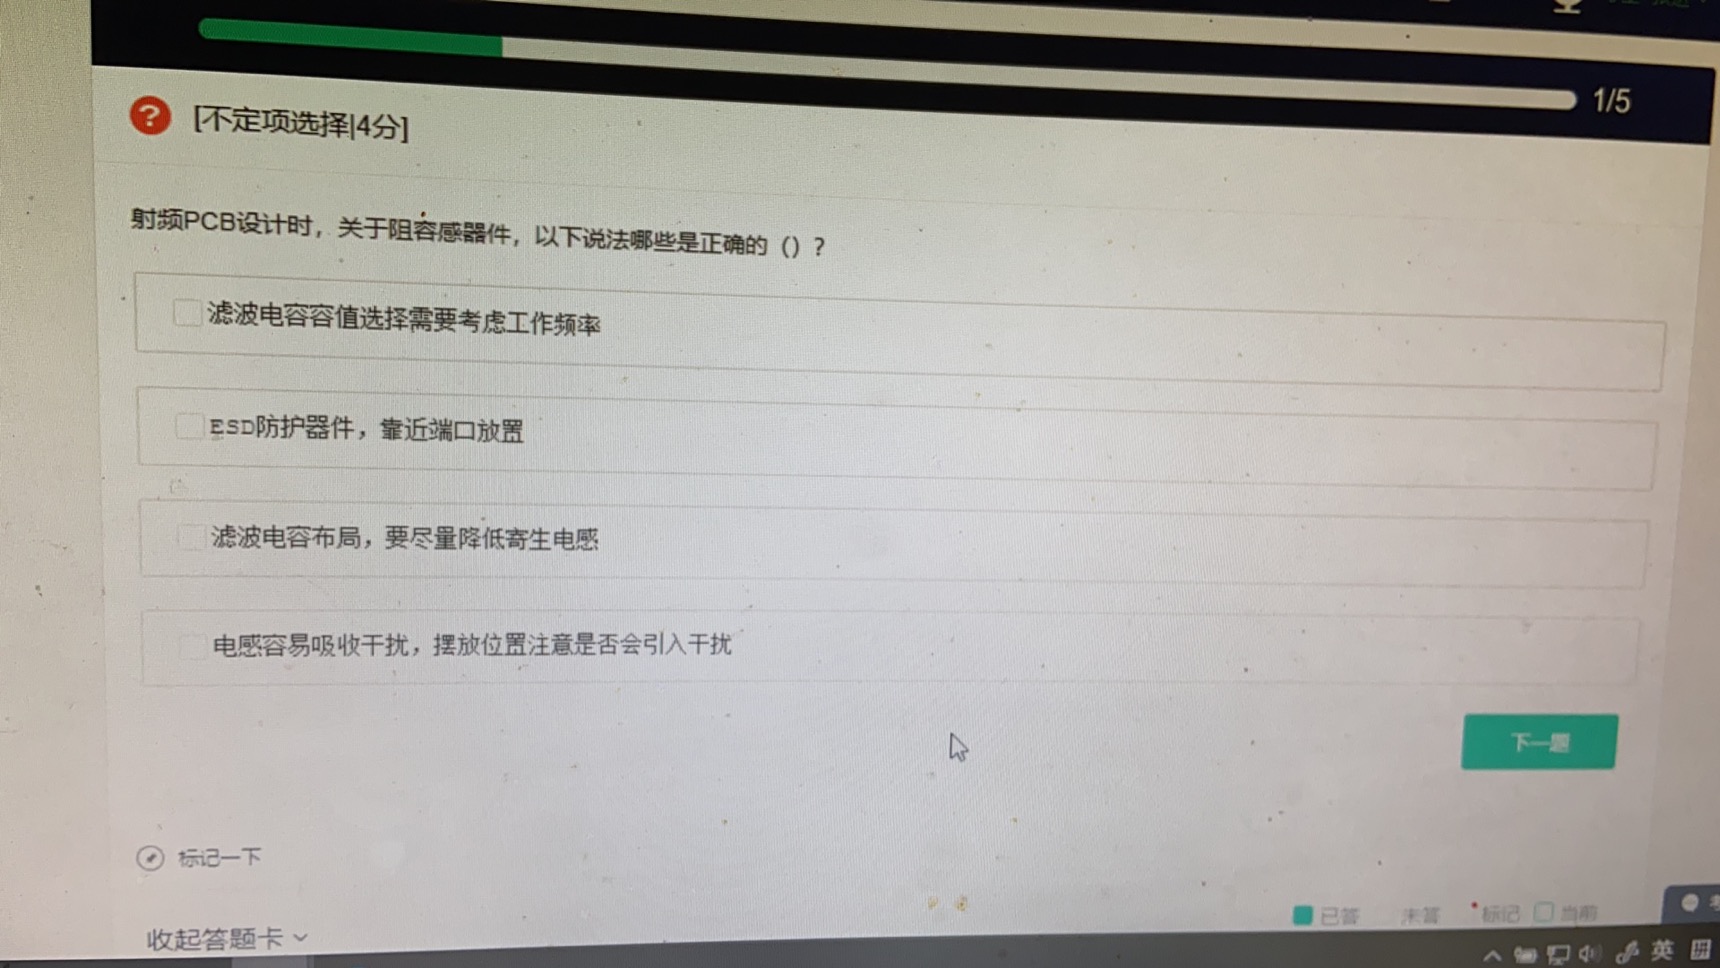 1/5
[不定项选择|4分]
射频PCB设计时，关于阻容感器件，以下说法哪些是正确的（）？
滤波电容容值选择需要考虑工作频率
ESD防护器件，靠近端口放置
滤波电容布局，要尽量降低寄生电感
电感容易吸收干扰，摆放位置注意是否会引入干扰
下一题
标记一下
已答 未答 标记 当前
收起答题卡
英